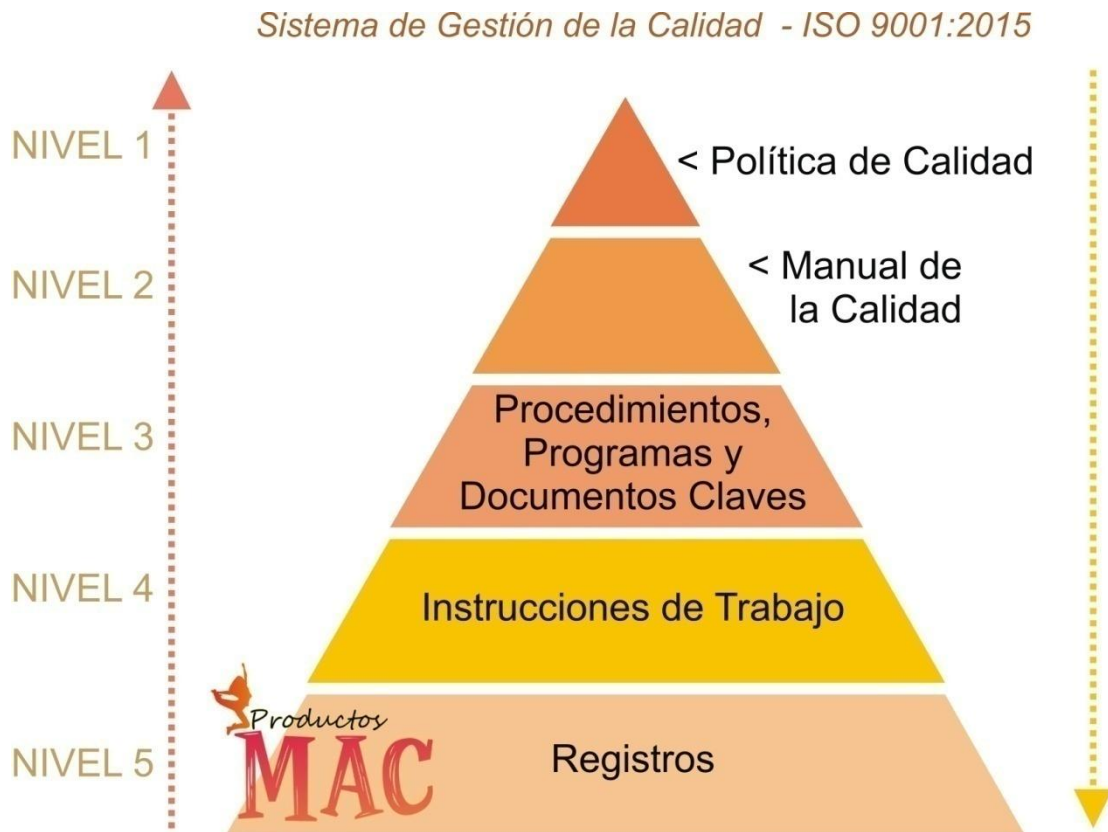 Sistema de Gestión de la Calidad - ISO 9001:2015
NIVEL 1
< Política de Calidad
NIVEL 2
< Manual de
la Calidad
NIVEL 3
Procedimientos,
Programas y
Documentos Claves
NIVEL 4
Instrucciones de Trabajo
Productos
MAC
NIVEL 5
Registros